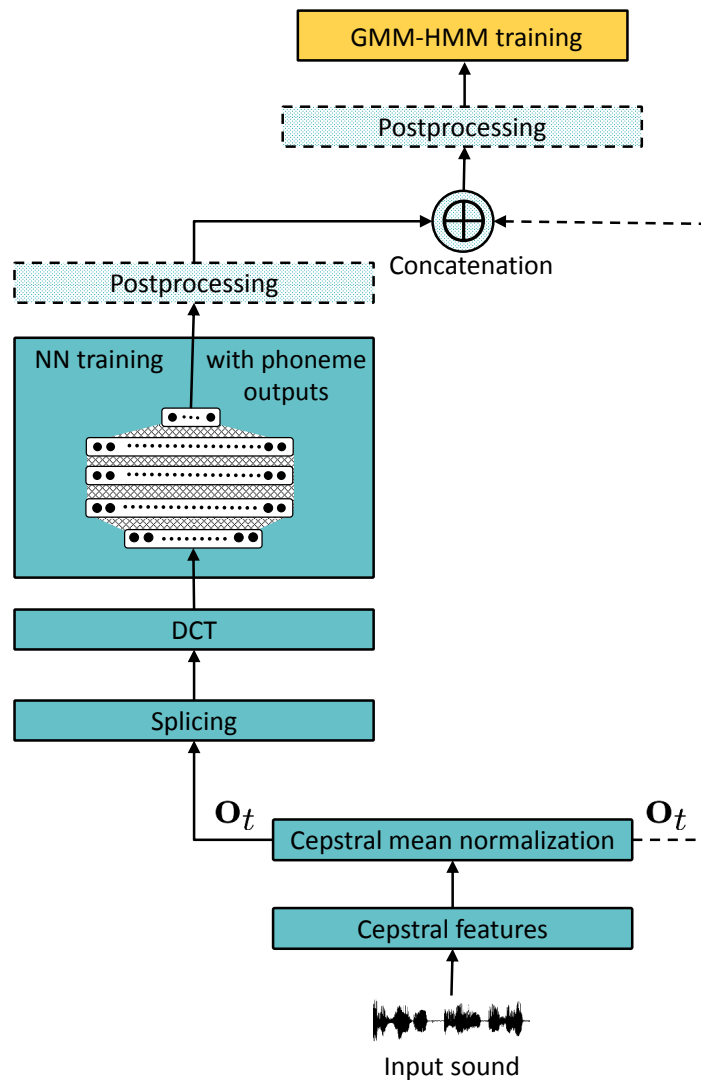 GMM-HMM training
Postprocessing
Concatenation
Postprocessing
NN training with phoneme
outputs
DCT
Splicing
O_t O_t
Cepstral mean normalization
Cepstral features
Input sound